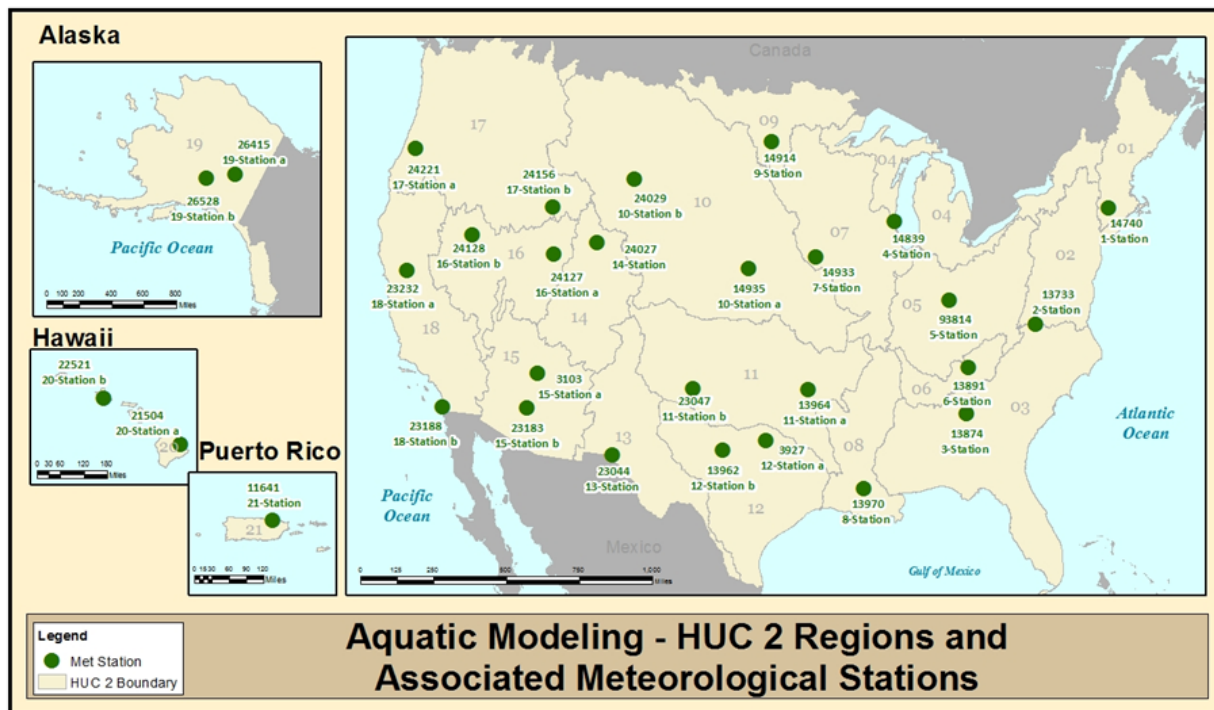 Alaska
19
26415
19-Station a
26528
19-Station b
Pacific Ocean
0 100 200 400 600 800
Miles
Hawaii
22521
20-Station b
21504
20-Station a
20
0 30 60 120 180
Miles
Puerto Rico
11641
21-Station
21
0 15 30 60 90 120
Miles
Canada
17
09
04
01
24221
17-Station a
24156
17-Station b
24029
10-Station b
14914
9-Station
10
04
07
14839
4-Station
14740
1-Station
24128
16-Station b
16
24127
16-Station a
24027
14-Station
14935
10-Station a
14933
7-Station
02
23232
18-Station a
18
14
05
93814
5-Station
13733
2-Station
15
3103
15-Station a
11
23047
11-Station b
13964
11-Station a
06
13891
6-Station
03
23188
18-Station b
23183
15-Station b
13
23044
13-Station
13962
12-Station b
3927
12-Station a
08
13874
3-Station
Atlantic
Ocean
Pacific
Ocean
12
13970
8-Station
Mexico
Gulf of Mexico
0 125 250 500 750 1,000
Miles
Legend
Met Station
HUC 2 Boundary
Aquatic Modeling - HUC 2 Regions and
Associated Meteorological Stations